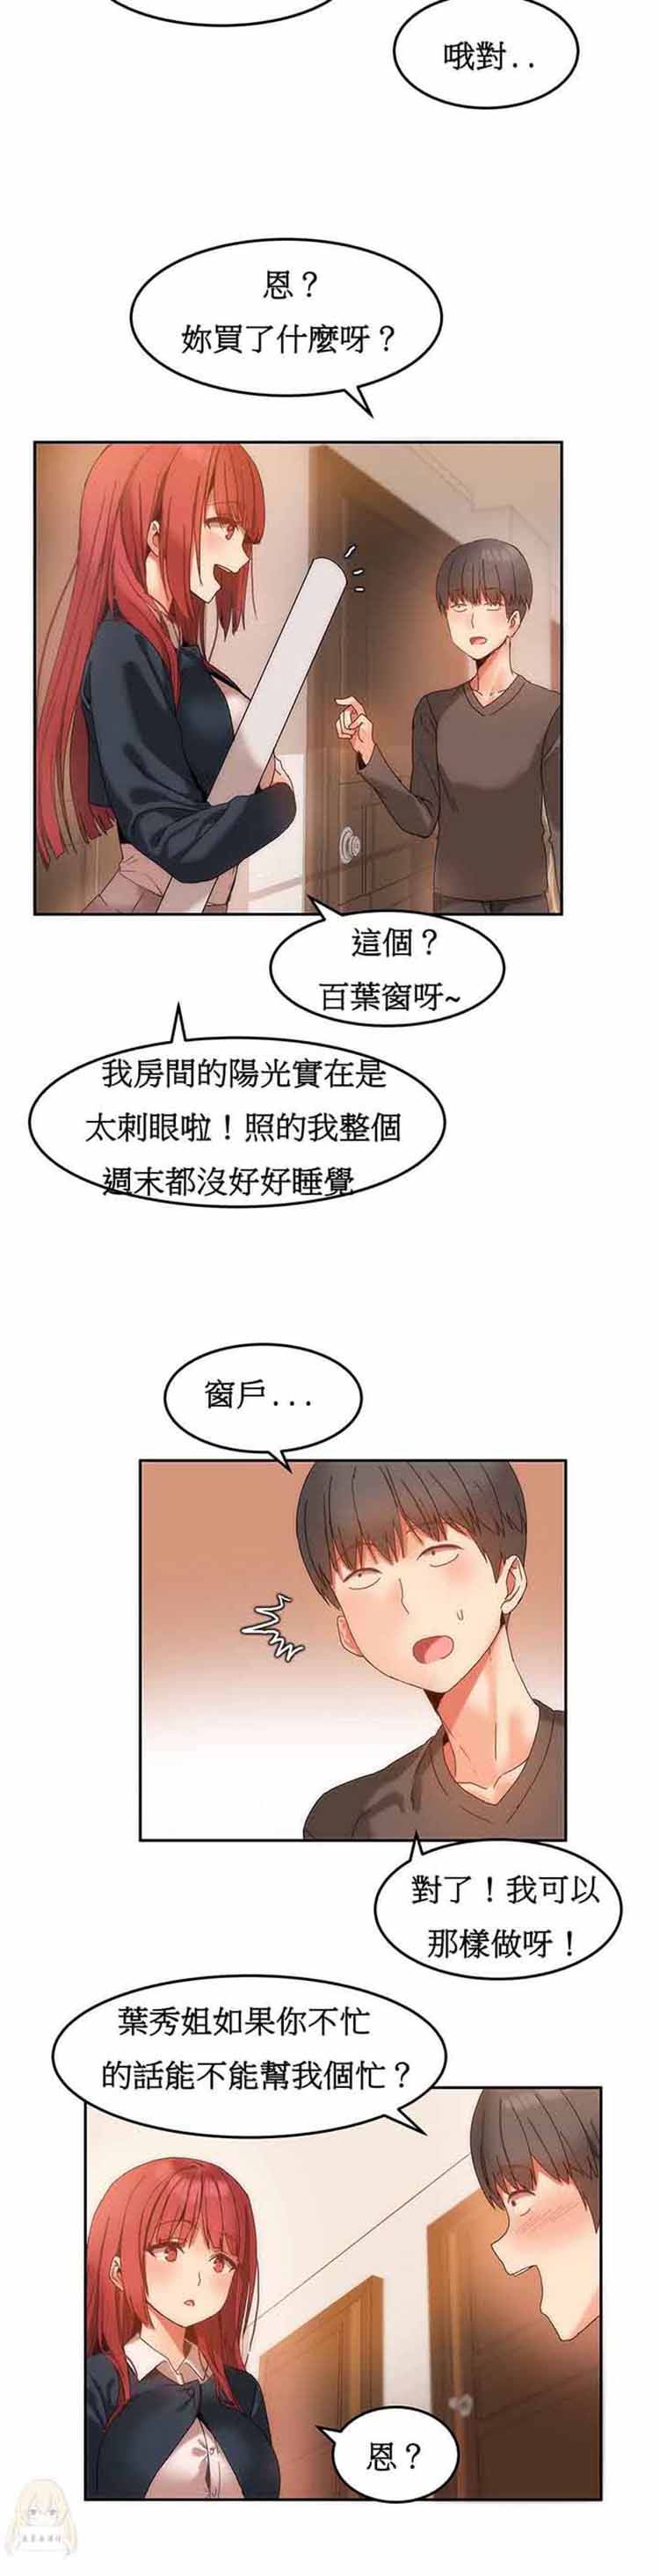 哦對..
恩？
妳買了什麼呀？
這個？
百葉窗呀~
我房間的陽光實在是
太刺眼啦！照的我整個
週末都沒好好睡覺
窗戶...
對了！我可以
那樣做呀！
葉秀姐如果你不忙
的話能不能幫我個忙？
恩？